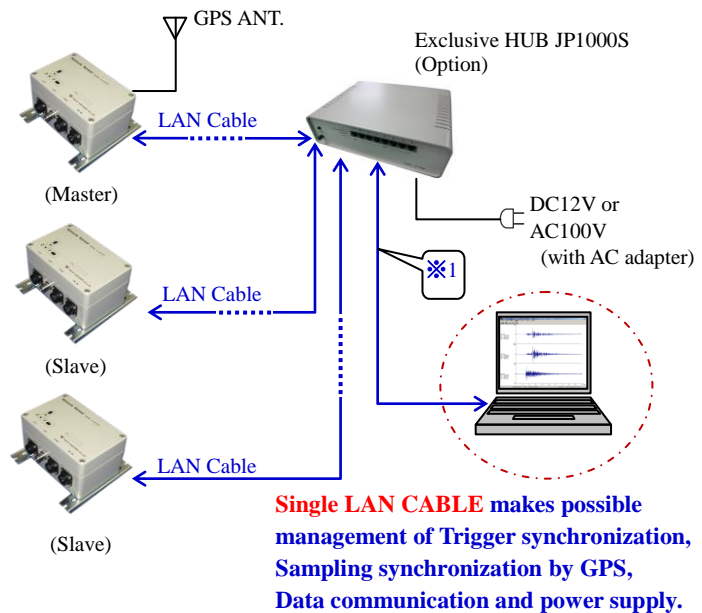 GPS ANT.
Exclusive HUB JP1000S
(Option)
LAN Cable
(Master)
DC12V or
AC100V
(with AC adapter)
※1
LAN Cable
(Slave)
LAN Cable
(Slave)
Single LAN CABLE makes possible
management of Trigger synchronization,
Sampling synchronization by GPS,
Data communication and power supply.